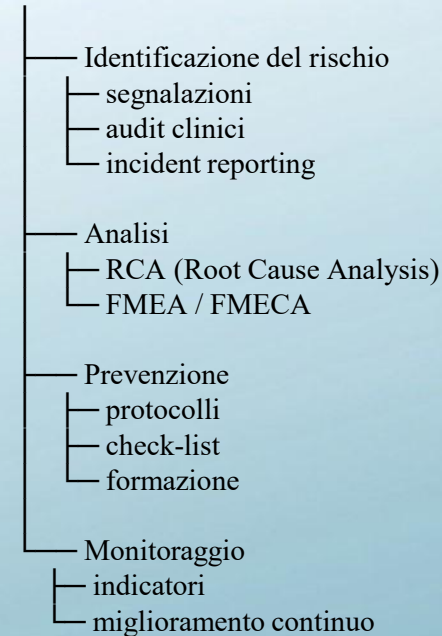 Identificazione del rischio
segnalazioni
audit clinici
incident reporting
Analisi
RCA (Root Cause Analysis)
FMEA / FMECA
Prevenzione
protocolli
check-list
formazione
Monitoraggio
indicatori
miglioramento continuo